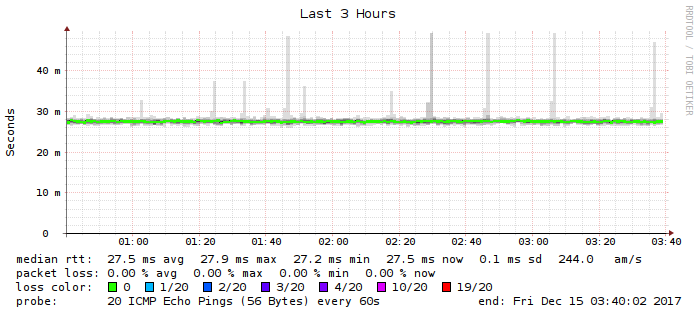 Last 3 Hours
RRDTOOL / TOBI OETIKER
Seconds
40 m
30 m
20 m
10 m
0
01:00 01:20 01:40 02:00 02:20 02:40 03:00 03:20 03:40
median rtt: 27.5 ms avg 27.9 ms max 27.2 ms min 27.5 ms now 0.1 ms sd 244.0 am/s
packet loss: 0.00 % avg 0.00 % max 0.00 % min 0.00 % now
loss color: 0 1/20 2/20 3/20 4/20 10/20 19/20
probe: 20 ICMP Echo Pings (56 Bytes) every 60s end: Fri Dec 15 03:40:02 2017